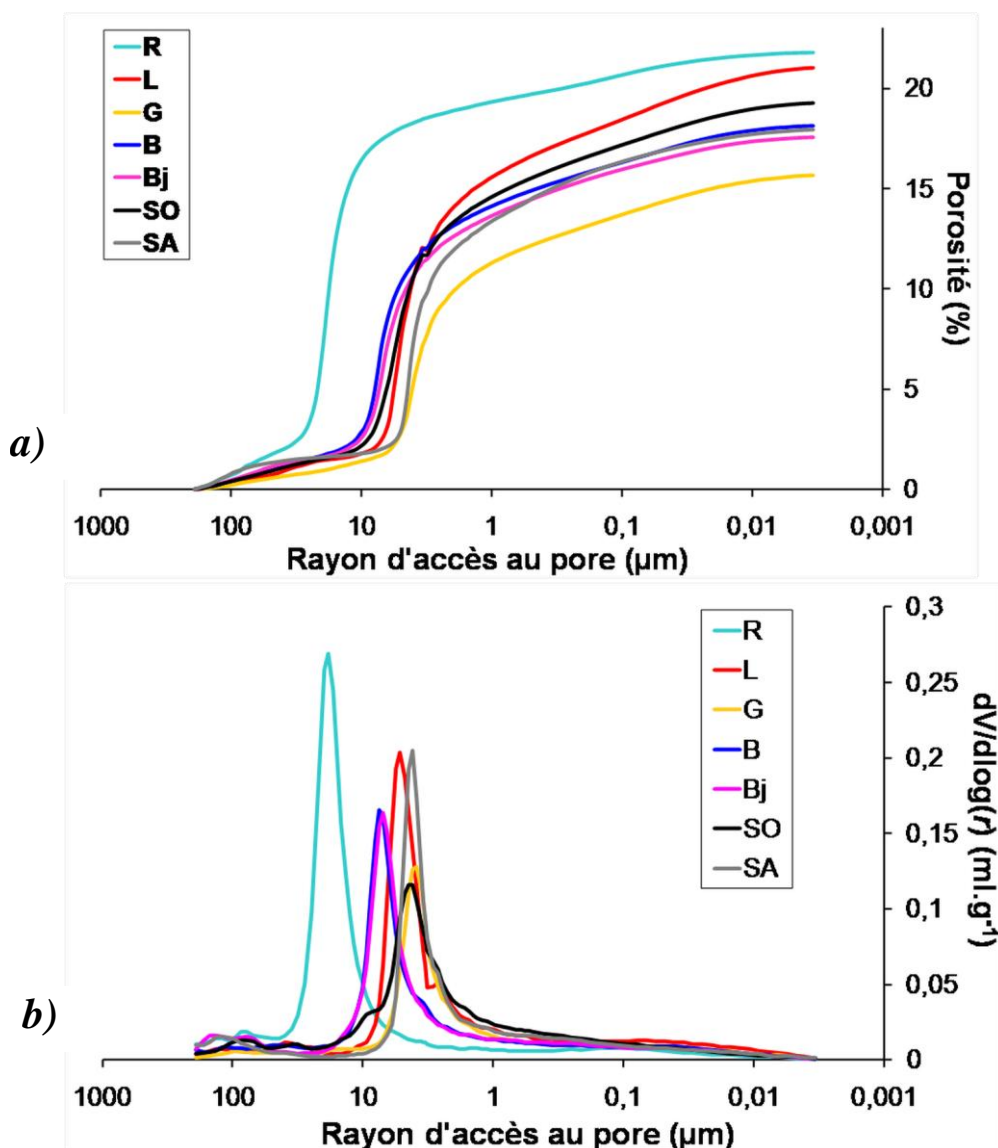 R
L
G
B
Bj
SO
SA
20
15
10
5
0
Porosité (%)
a)
1000 100 10 1 0,1 0,01 0,001
Rayon d'accès au pore (µm)
R
L
G
B
Bj
SO
SA
0,3
0,25
0,2
0,15
0,1
0,05
0
dV/dlog(r) (ml.g-1)
b)
1000 100 10 1 0,1 0,01 0,001
Rayon d'accès au pore (µm)